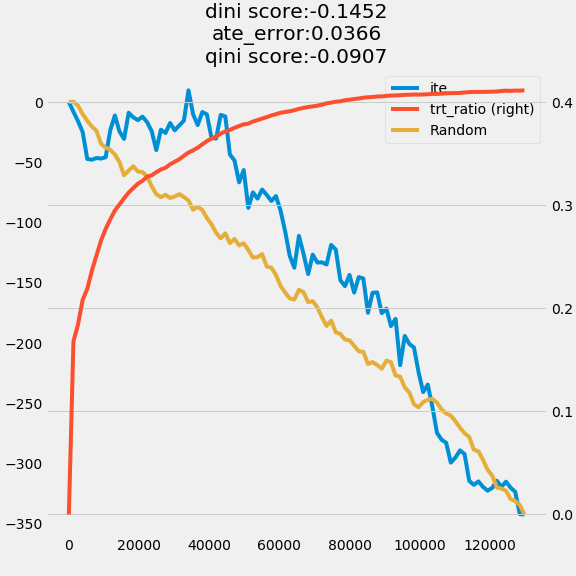 dini score:-0.1452
ate_error:0.0366
qini score:-0.0907
ite
trt_ratio (right)
Random
0
−50
−100
−150
−200
−250
−300
−350
0.4
0.3
0.2
0.1
0.0
0 20000 40000 60000 80000 100000 120000